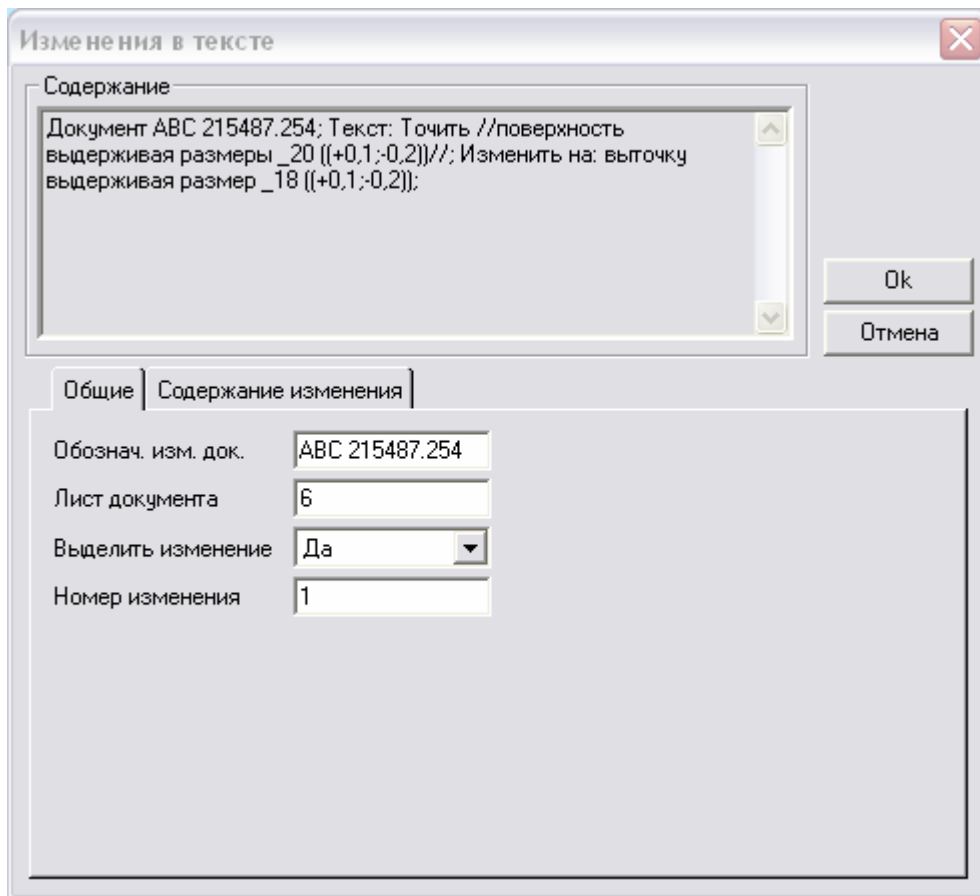 Изменения в тексте
Содержание
Документ АВС 215487.254; Текст: Точить //поверхность
выдерживая размеры _20 ((+0,1;-0,2))//; Изменить на: выточку
выдерживая размер _18 ((+0,1;-0,2));
Ok
Отмена
Общие
Содержание изменения
Обознач. изм. док.
АВС 215487.254
Лист документа
6
Выделить изменение
Да
Номер изменения
1